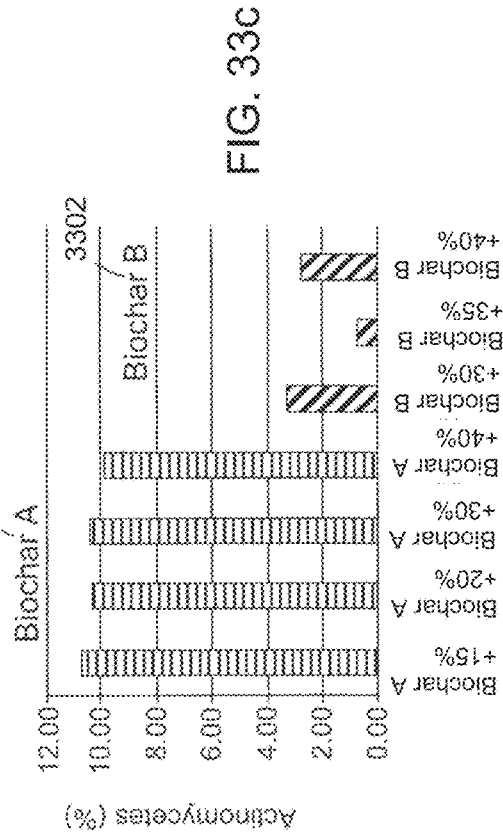 Biochar A
3302
Biochar B
12.00
10.00
8.00
6.00
4.00
2.00
0.00
Actinomycetes (%)
Biochar A
+15%
Biochar A
+20%
Biochar A
+30%
Biochar A
+40%
Biochar B
+30%
Biochar B
+35%
Biochar B
+40%
FIG. 33c